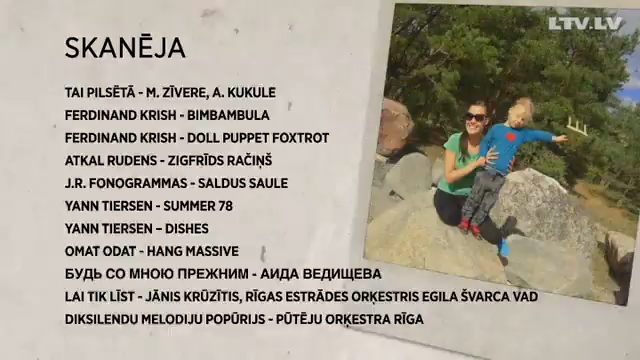 LTV.LV
SKANĒJA
TAI PILSĒTĀ - M. ZĪVERE, A. KUKULE
FERDINAND KRISH - BIMBAMBULA
FERDINAND KRISH - DOLL PUPPET FOXTROT
ATKAL RUDENS - ZIGFRĪDS RAČIŅŠ
J.R. FONOGRAMMAS - SALDUS SAULE
YANN TIERSEN - SUMMER 78
YANN TIERSEN – DISHES
OMAT ODAT - HANG MASSIVE
БУДЬ СО МНОЮ ПРЕЖНИМ - АИДА ВЕДИЩЕВА
LAI TIK LĪST - JĀNIS KRŪZĪTIS, RĪGAS ESTRĀDES ORĶESTRIS EGILA ŠVARCA VAD
DIKSILENDU MELODIJU POPŪRIJS - PŪTĒJU ORĶESTRA RĪGA